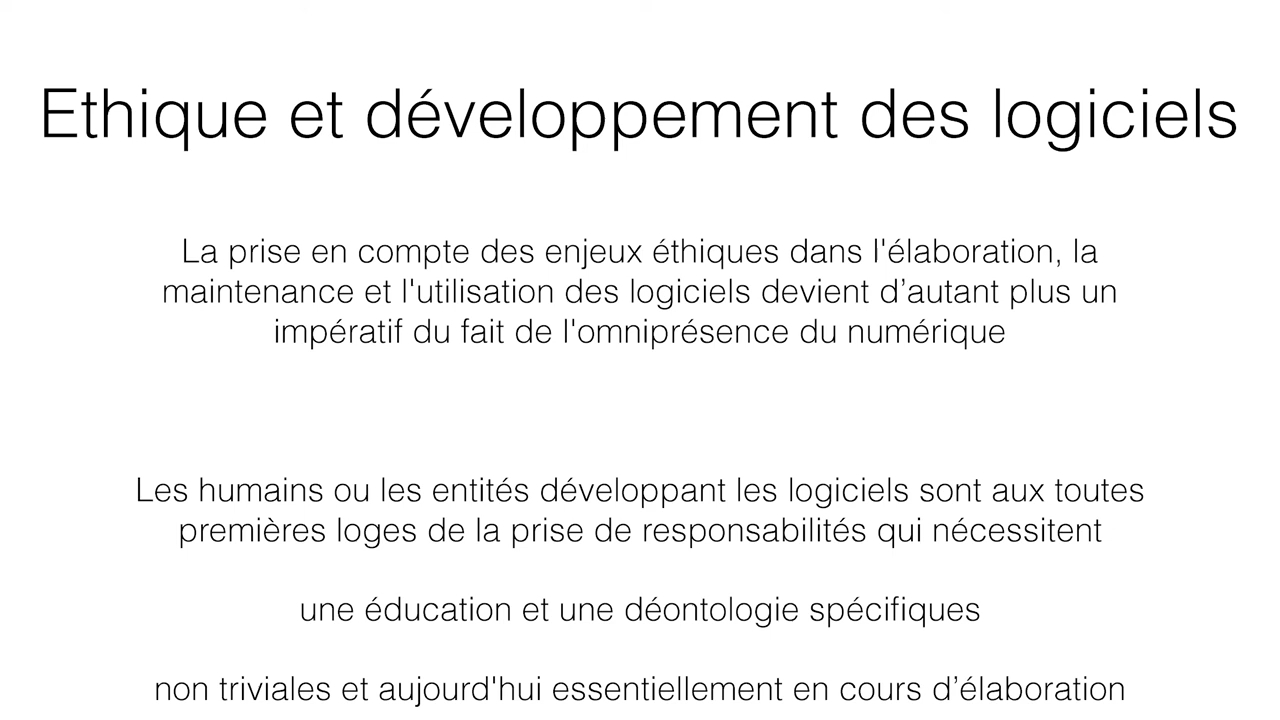 Ethique et développement des logiciels
La prise en compte des enjeux éthiques dans l'élaboration, la
maintenance et l'utilisation des logiciels devient d’autant plus un
impératif du fait de l'omniprésence du numérique
Les humains ou les entités développant les logiciels sont aux toutes
premières loges de la prise de responsabilités qui nécessitent
une éducation et une déontologie spécifiques
non triviales et aujourd'hui essentiellement en cours d’élaboration